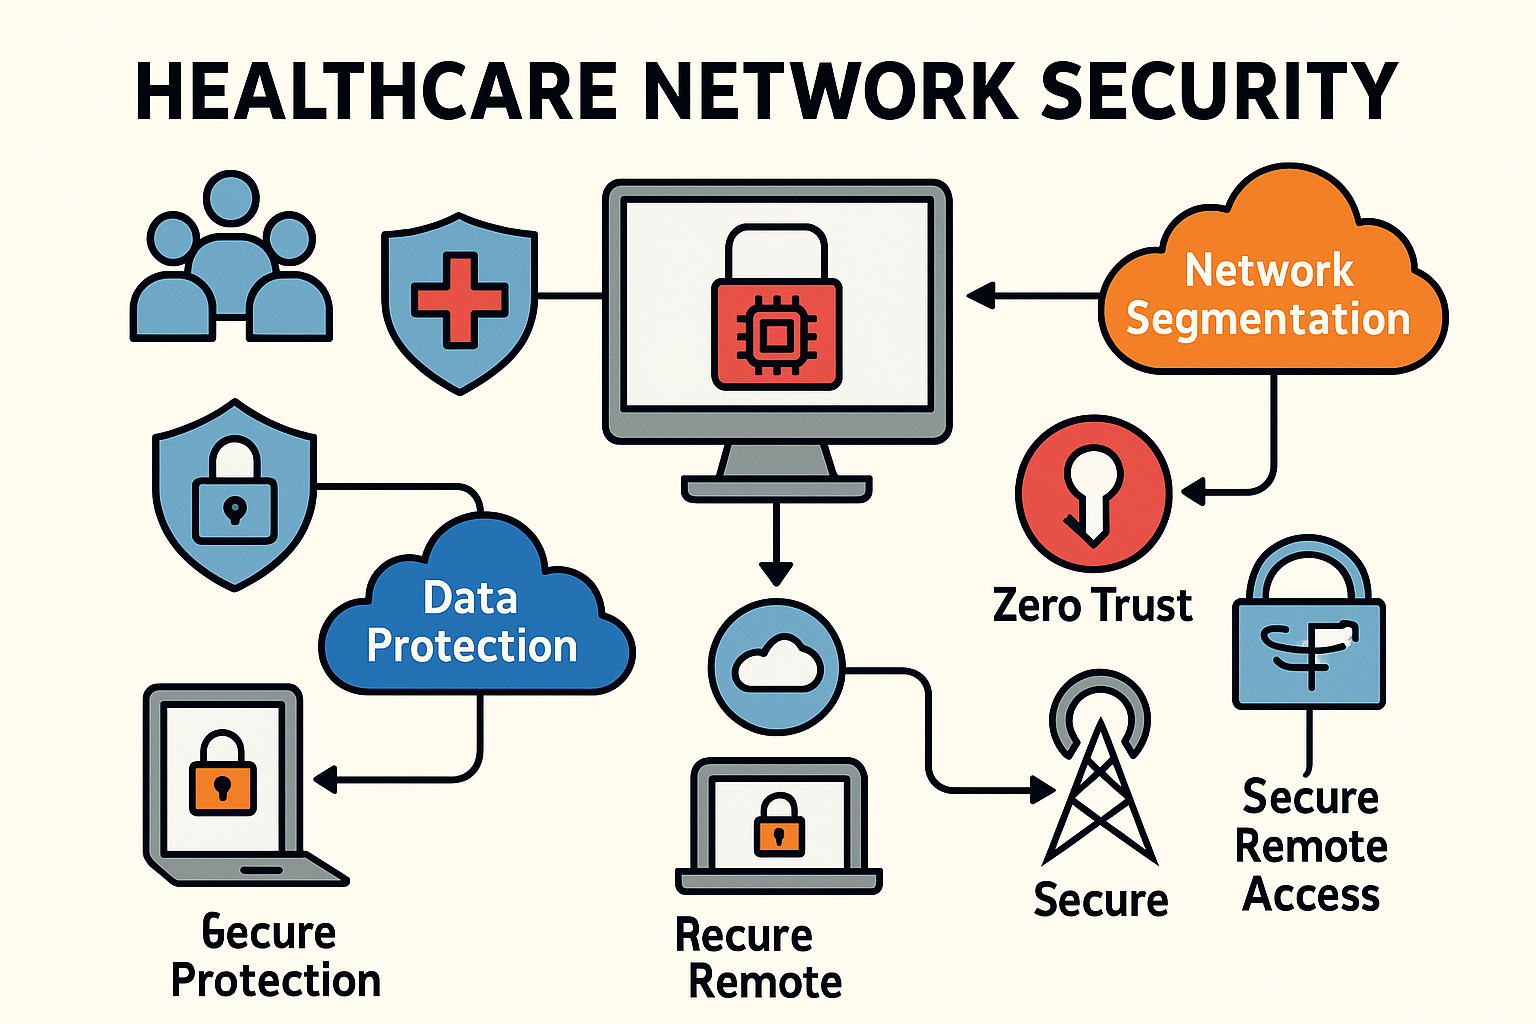 HEALTHCARE NETWORK SECURITY
Network
Segmentation
Data
Protection
Zero Trust
Secure
Remote
Access
Secure
Gecure
Protection
Recure
Remote